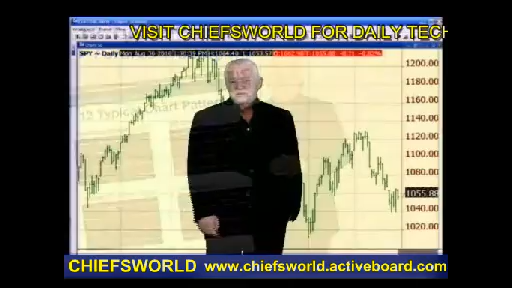 VISIT CHIEFSWORLD FOR DAILY TECH
SPY ~ Daily
12 Typical Chart Pattern
1200.00
1180.00
1160.00
1140.00
1120.00
1100.00
1080.00
1055.88
1040.00
1020.00
CHIEFSWORLD www.chiefsworld.activeboard.com